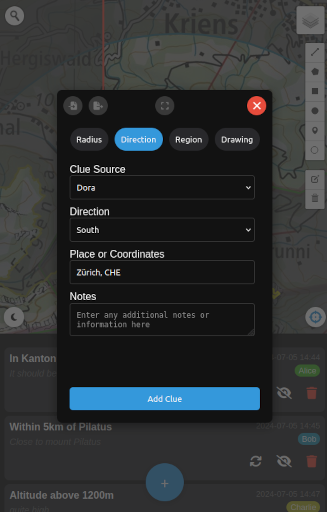 Kriens
Hergiswald
Radius
Direction
Region
Drawing
Clue Source
Dora
Direction
South
Place or Coordinates
Zürich, CHE
Notes
Enter any additional notes or
information here
Add Clue
In Kanton
2024-07-05 14:44
It should be
Alice
Within 5km of Pilatus
2024-07-05 14:45
Close to mount Pilatus
Bob
+
Altitude above 1200m
2024-07-05 14:47
Charlie